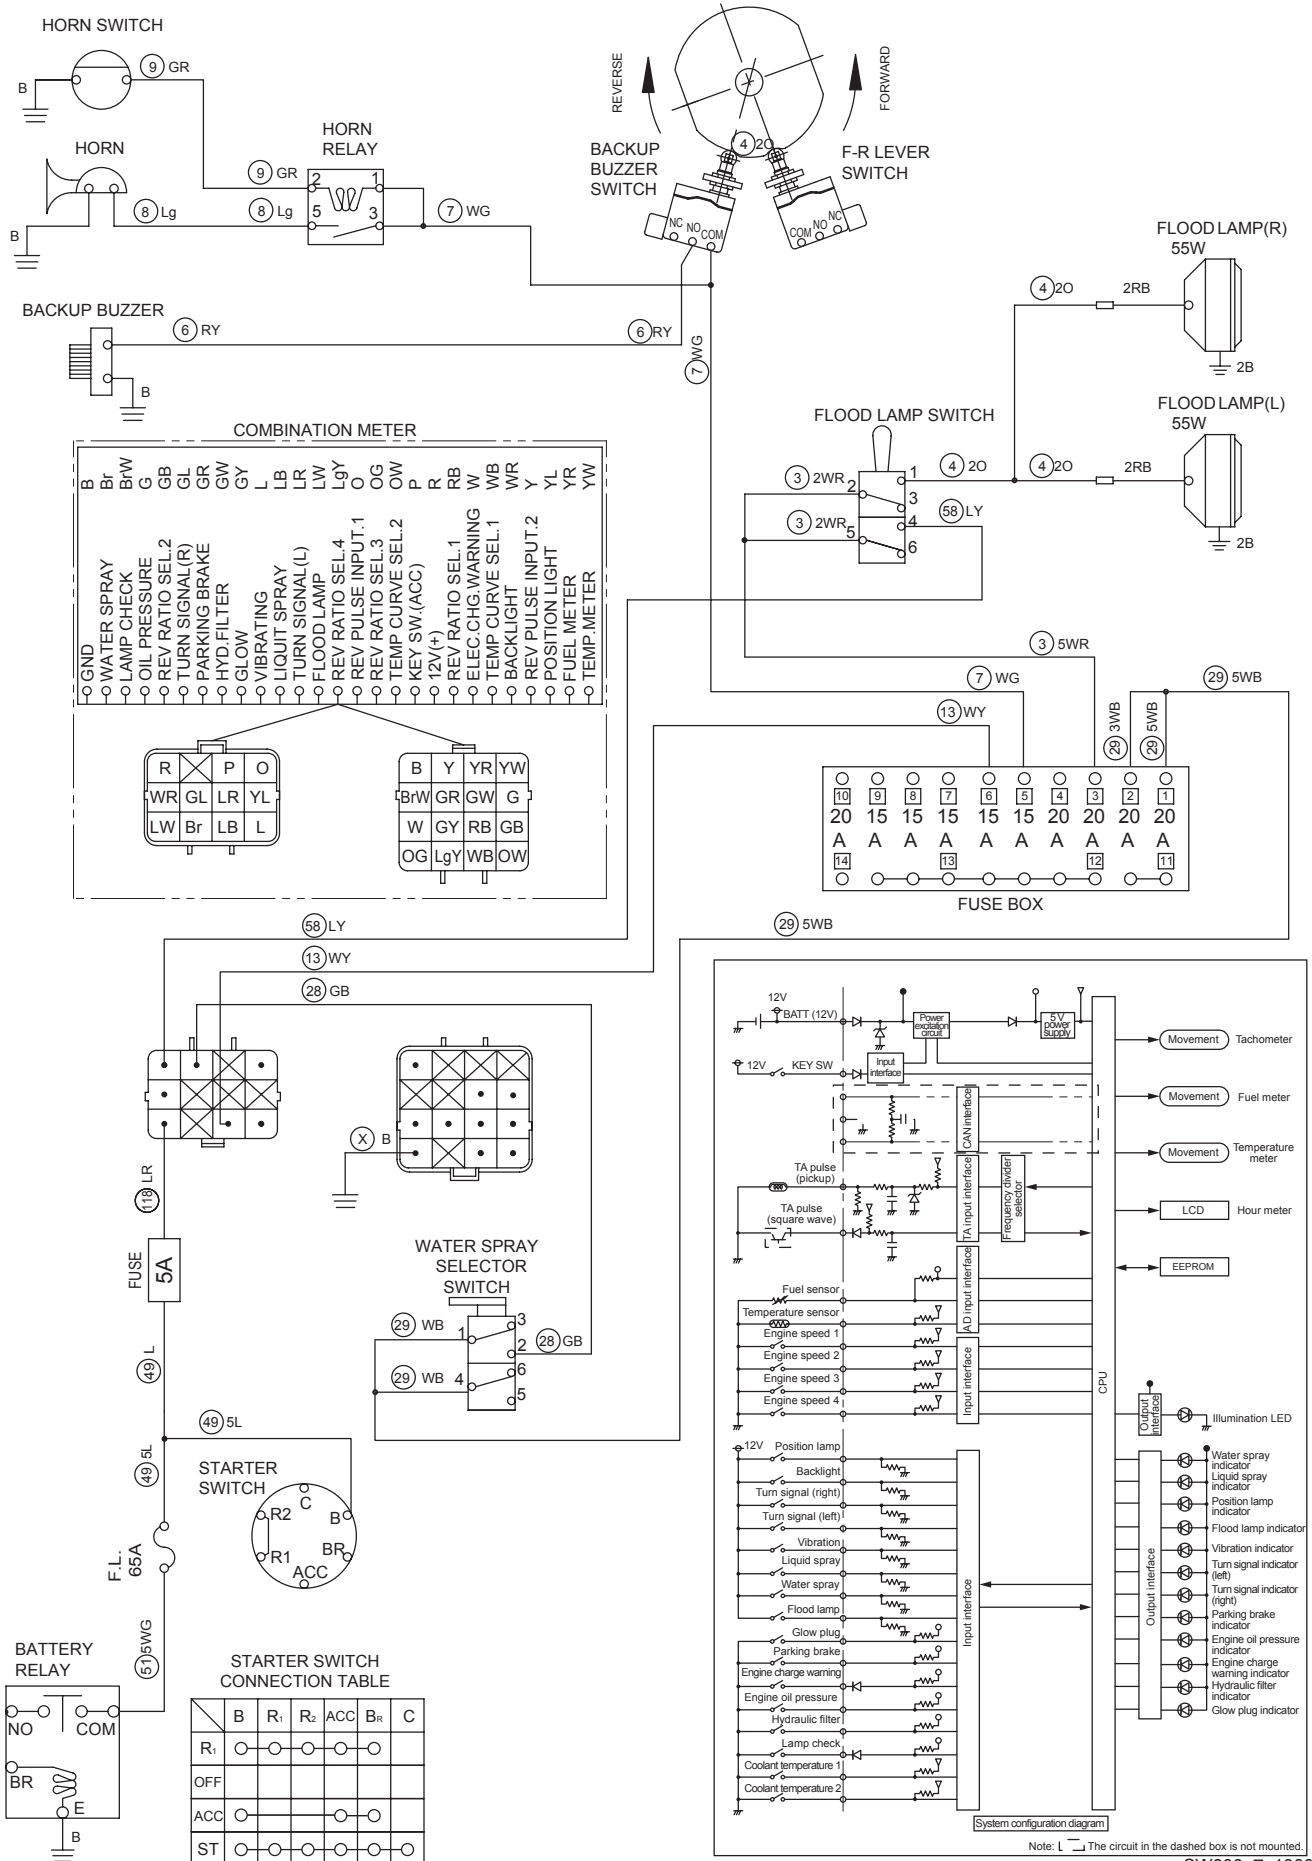 HORN SWITCH
9 GR
B
HORN
B
8 Lg
HORN
RELAY
9 GR
8 Lg
2
1
5
3
7 WG
REVERSE
FORWARD
BACKUP
BUZZER
SWITCH
4 2O
F-R LEVER
SWITCH
NC
NO
COM
COM
NO
NC
FLOOD LAMP(R)
55W
4 2O
2RB
2B
BACKUP BUZZER
6 RY
6 RY
B
7 WG
FLOOD LAMP SWITCH
FLOOD LAMP(L)
55W
3 2WR
3 2WR
2
1
3
5
4
6
4 2O
4 2O
2RB
2B
58 LY
COMBINATION METER
B
Br
BrW
G
GB
GL
GR
GW
GY
L
LB
LR
LW
LgY
O
OG
OW
P
R
RB
W
WB
WR
Y
YL
YR
YW
GND
WATER SPRAY
LAMP CHECK
OIL PRESSURE
REV RATIO SEL.2
TURN SIGNAL(R)
PARKING BRAKE
HYD.FILTER
GLOW
VIBRATING
LIQUIT SPRAY
TURN SIGNAL(L)
FLOOD LAMP
REV RATIO SEL.4
REV PULSE INPUT.1
REV RATIO SEL.3
TEMP CURVE SEL.2
KEY SW.(ACC)
12V(+)
REV RATIO SEL.1
ELEC.CHG.WARNING
TEMP CURVE SEL.1
BACKLIGHT
REV PULSE INPUT.2
POSITION LIGHT
FUEL METER
TEMP.METER
R P O
WR GL LR YL
LW Br LB L
B Y YR YW
BrW GR GW G
W GY RB GB
OG LgY WB OW
3 5WR
7 WG
29 5WB
13 WY
29 3WB
29 5WB
10 9 8 7 6 5 4 3 2 1
20 15 15 15 15 15 20 20 20 20
A A A A A A A A A A
14 13 12 11
FUSE BOX
58 LY
13 WY
28 GB
29 5WB
X B
118 LR
FUSE
5A
49 L
WATER SPRAY
SELECTOR
SWITCH
29 WB
29 WB
1
3
2
4
6
5
28 GB
49 5L
49 5L
STARTER
SWITCH
C
R2
B
R1
BR
ACC
F.L.
65A
51 5WG
BATTERY
RELAY
NO
COM
BR
E
B
STARTER SWITCH
CONNECTION TABLE
B R1 R2 ACC BR C
R1
OFF
ACC
ST
12V
BATT (12V)
Power
excitation
circuit
5 V
power
supply
12V KEY SW
Input
interface
CAN interface
TA pulse
(pickup)
TA pulse
(square wave)
TA input interface
Frequency divider
selector
Fuel sensor
Temperature sensor
AD input interface
Engine speed 1
Engine speed 2
Engine speed 3
Engine speed 4
Input interface
CPU
Movement Tachometer
Movement Fuel meter
Movement Temperature
meter
LCD Hour meter
EEPROM
Output
interface
Illumination LED
12V
Position lamp
Backlight
Turn signal (right)
Turn signal (left)
Vibration
Liquid spray
Water spray
Flood lamp
Glow plug
Parking brake
Engine charge warning
Engine oil pressure
Hydraulic filter
Lamp check
Coolant temperature 1
Coolant temperature 2
Input interface
Output interface
Water spray
indicator
Liquid spray
indicator
Position lamp
indicator
Flood lamp indicator
Vibration indicator
Turn signal indicator
(left)
Turn signal indicator
(right)
Parking brake
indicator
Engine oil pressure
indicator
Engine charge
warning indicator
Hydraulic filter
indicator
Glow plug indicator
System configuration diagram
Note: The circuit in the dashed box is not mounted.